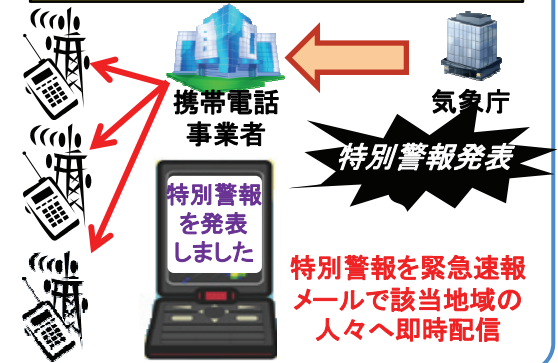 携帯電話
事業者
気象庁
特別警報発表
特別警報
を発表
しました
特別警報を緊急速報
メールで該当地域の
人々へ即時配信